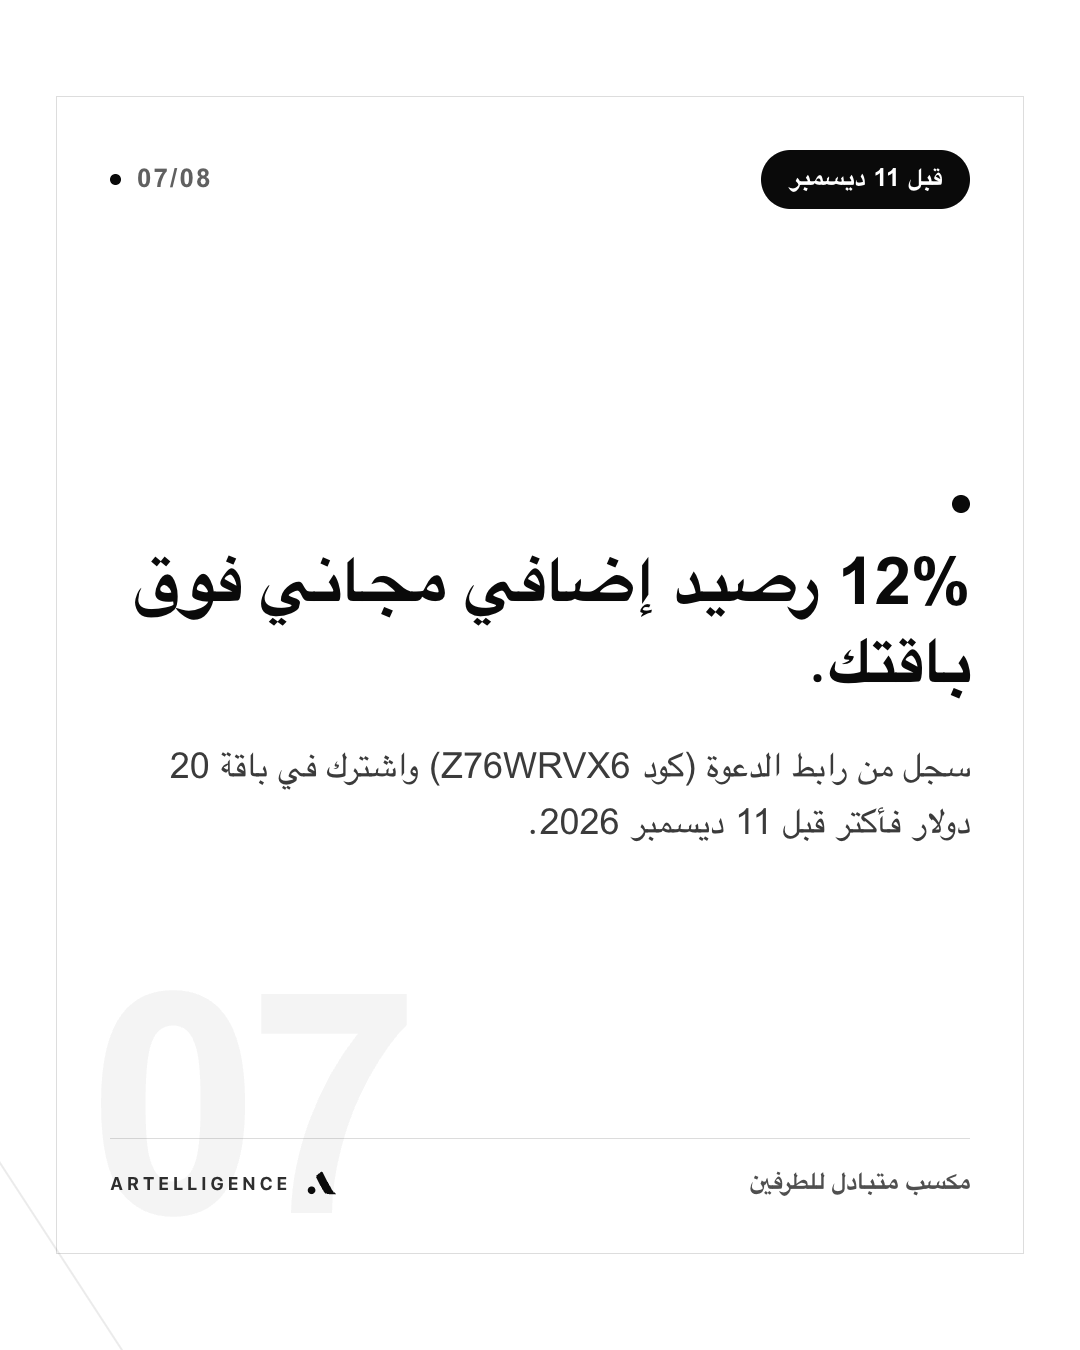 قبل 11 ديسمبر
07/08
12% رصيد إضافي مجاني فوق
باقتك.
سجل من رابط الدعوة (كود Z76WRVX6) واشترك في باقة 20
دولار فأكتر قبل 11 ديسمبر 2026.
07
مكسب متبادل للطرفين
ARTELLIGENCE